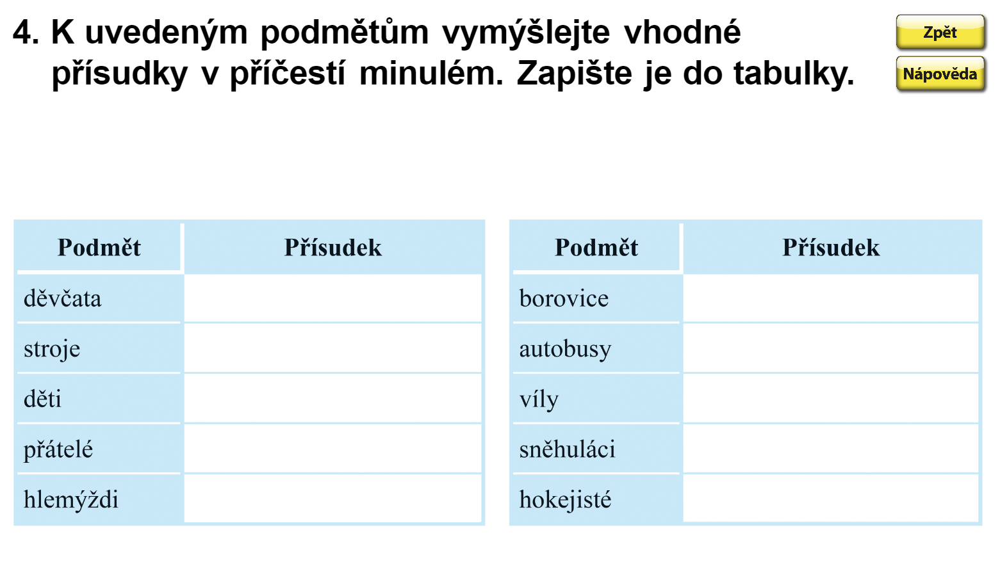 4. K uvedeným podmětům vymýšlejte vhodné
přísudky v příčestí minulém. Zapište je do tabulky.
Zpět
Nápověda
Podmět Přísudek
děvčata
stroje
děti
přátelé
hlemýždi
Podmět Přísudek
borovice
autobusy
víly
sněhuláci
hokejisté